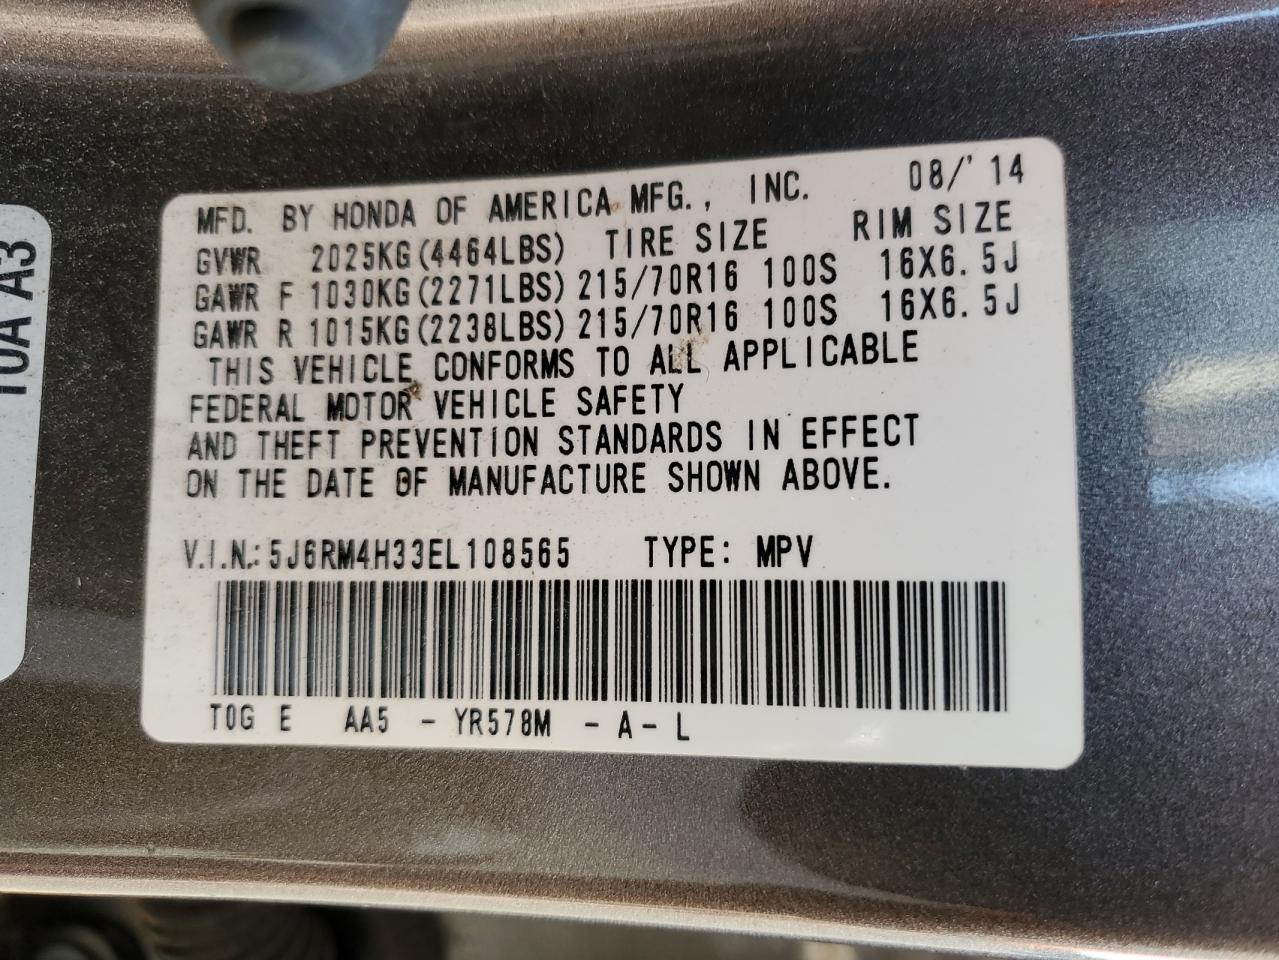 MFD. BY HONDA OF AMERICA MFG., INC. 08/'14
GVWR 2025KG(4464LBS) TIRE SIZE RIM SIZE
GAWR F 1030KG(2271LBS) 215/70R16 100S 16X6.5J
GAWR R 1015KG(2238LBS) 215/70R16 100S 16X6.5J
THIS VEHICLE CONFORMS TO ALL APPLICABLE
FEDERAL MOTOR VEHICLE SAFETY
AND THEFT PREVENTION STANDARDS IN EFFECT
ON THE DATE OF MANUFACTURE SHOWN ABOVE.
V.I.N.: 5J6RM4H33EL108565 TYPE: MPV
TOG E AA5 - YR578M - A - L
10A A3